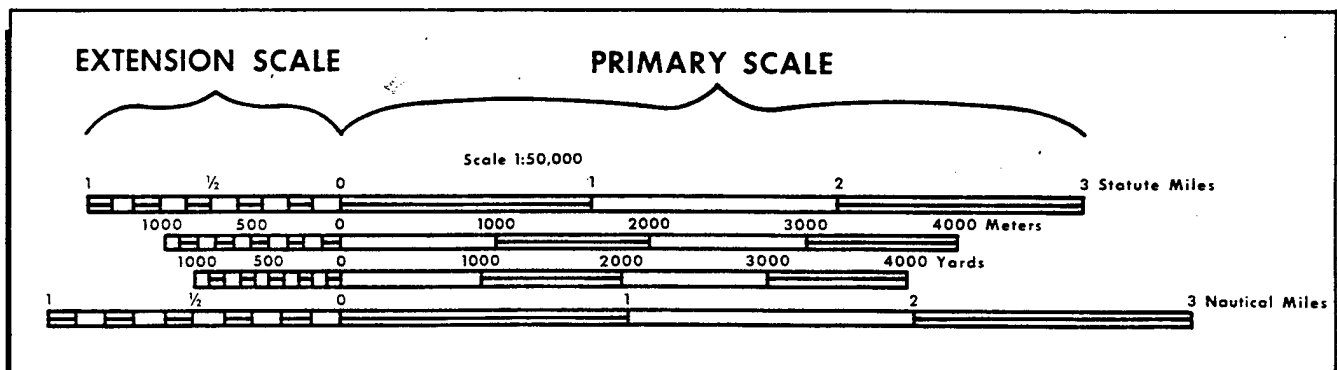 EXTENSION SCALE PRIMARY SCALE
Scale 1:50,000
1 ½ 0 1 2 3 Statute Miles
1000 500 0 1000 2000 3000 4000 Meters
1000 500 0 1000 2000 3000 4000 Yards
1 ½ 0 1 2 3 Nautical Miles